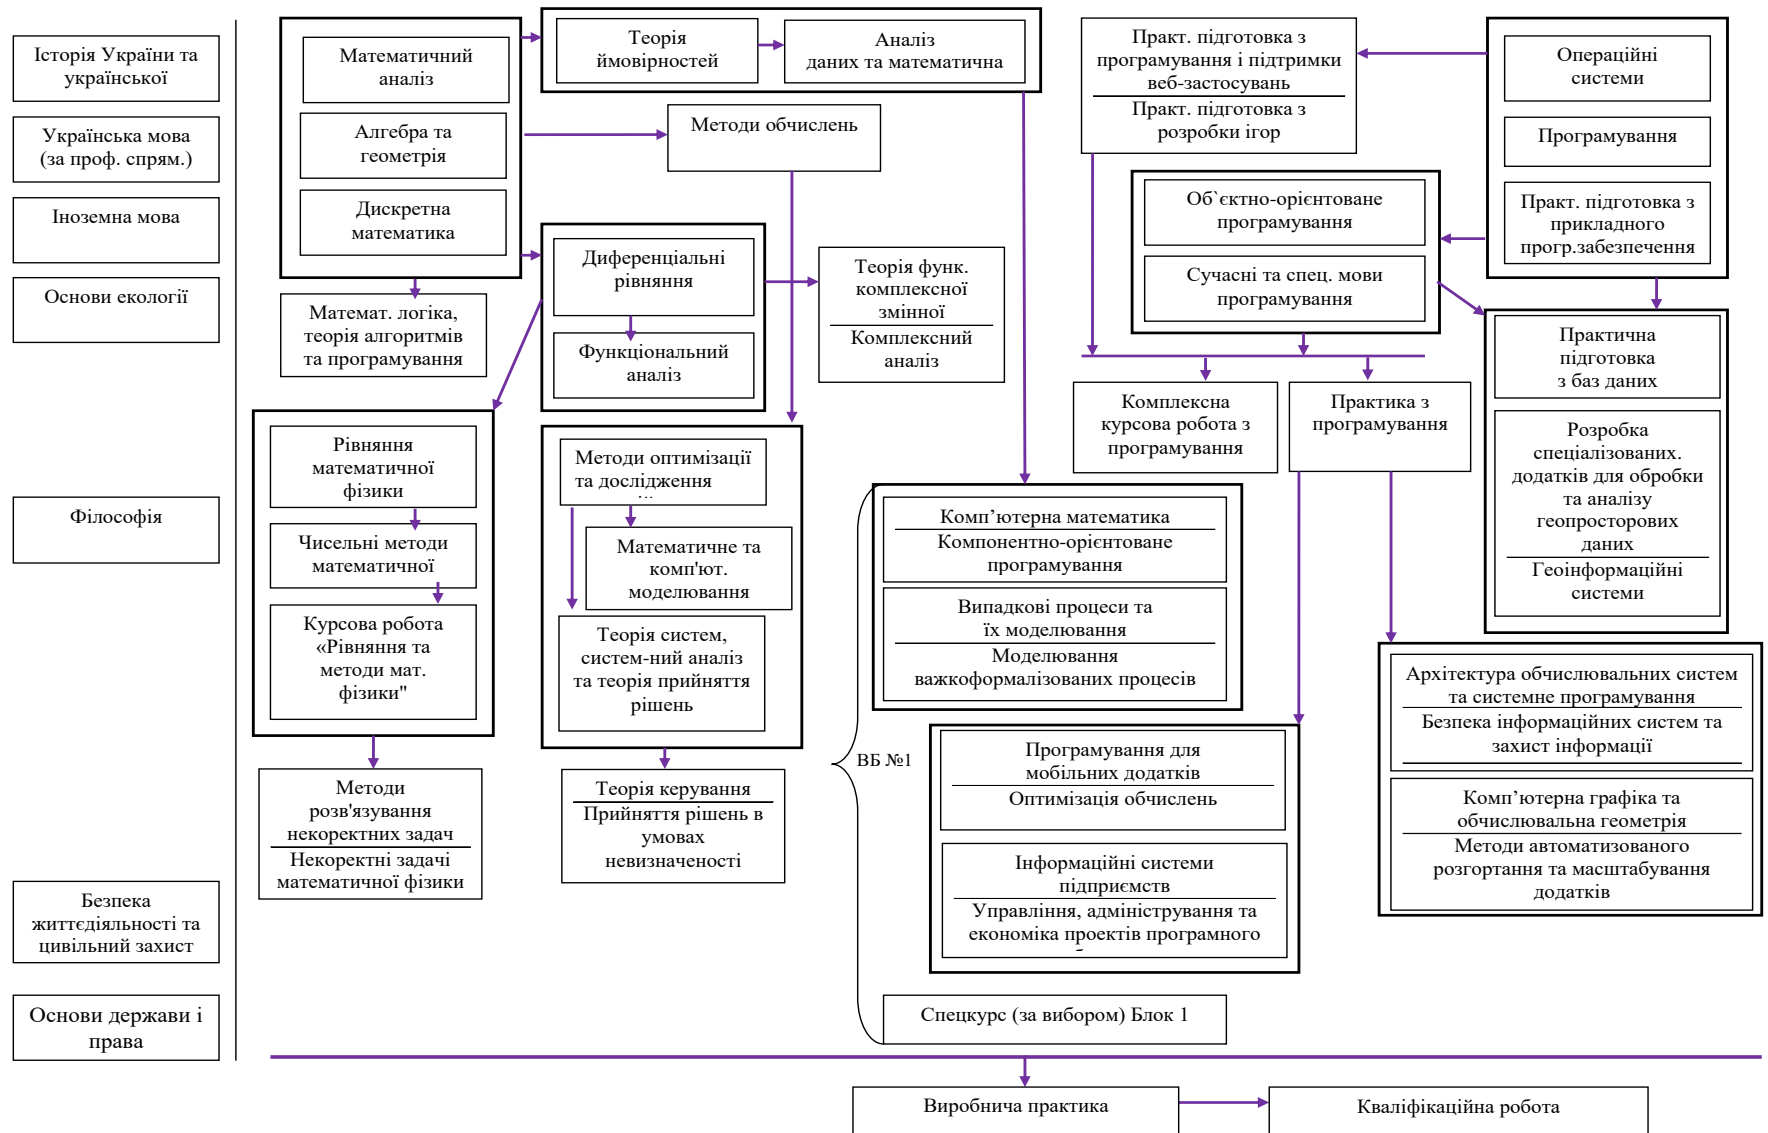 Історія України та
української
Українська мова
(за проф. спрям.)
Іноземна мова
Основи екології
Філософія
Безпека
життєдіяльності та
цивільний захист
Основи держави і
права
Математичний
аналіз
Алгебра та
геометрія
Дискретна
математика
Теорія
ймовірностей
Аналіз
даних та математична
Методи обчислень
Математ. логіка,
теорія алгоритмів
та програмування
Диференціальні
рівняння
Функціональний
аналіз
Теорія функ.
комплексної
змінної
Комплексний
аналіз
Рівняння
математичної
фізики
Чисельні методи
математичної
Курсова робота
«Рівняння та
методи мат.
фізики"
Методи
розв'язування
некоректних задач
Некоректні задачі
математичної фізики
Методи оптимізації
та дослідження
Математичне та
комп'ют.
моделювання
Теорія систем,
систем-ний аналіз
та теорія прийняття
рішень
Теорія керування
Прийняття рішень в
умовах
невизначеності
Практ. підготовка з
програмування і підтримки
веб-застосувань
Практ. підготовка з
розробки ігор
Операційні
системи
Програмування
Практ. підготовка з
прикладного
прогр.забезпечення
Об`єктно-орієнтоване
програмування
Сучасні та спец. мови
програмування
Практична
підготовка
з баз даних
Розробка
спеціалізованих.
додатків для обробки
та аналізу
геопросторових
даних
Геоінформаційні
системи
Комплексна
курсова робота з
програмування
Практика з
програмування
ВБ №1
Комп’ютерна математика
Компонентно-орієнтоване
програмування
Випадкові процеси та
їх моделювання
Моделювання
важкоформалізованих процесів
Програмування для
мобільних додатків
Оптимізація обчислень
Інформаційні системи
підприємств
Управління, адміністрування та
економіка проектів програмного
Спецкурс (за вибором) Блок 1
Архітектура обчислювальних систем
та системне програмування
Безпека інформаційних систем та
захист інформації
Комп’ютерна графіка та
обчислювальна геометрія
Методи автоматизованого
розгортання та масштабування
додатків
Виробнича практика
Кваліфікаційна робота